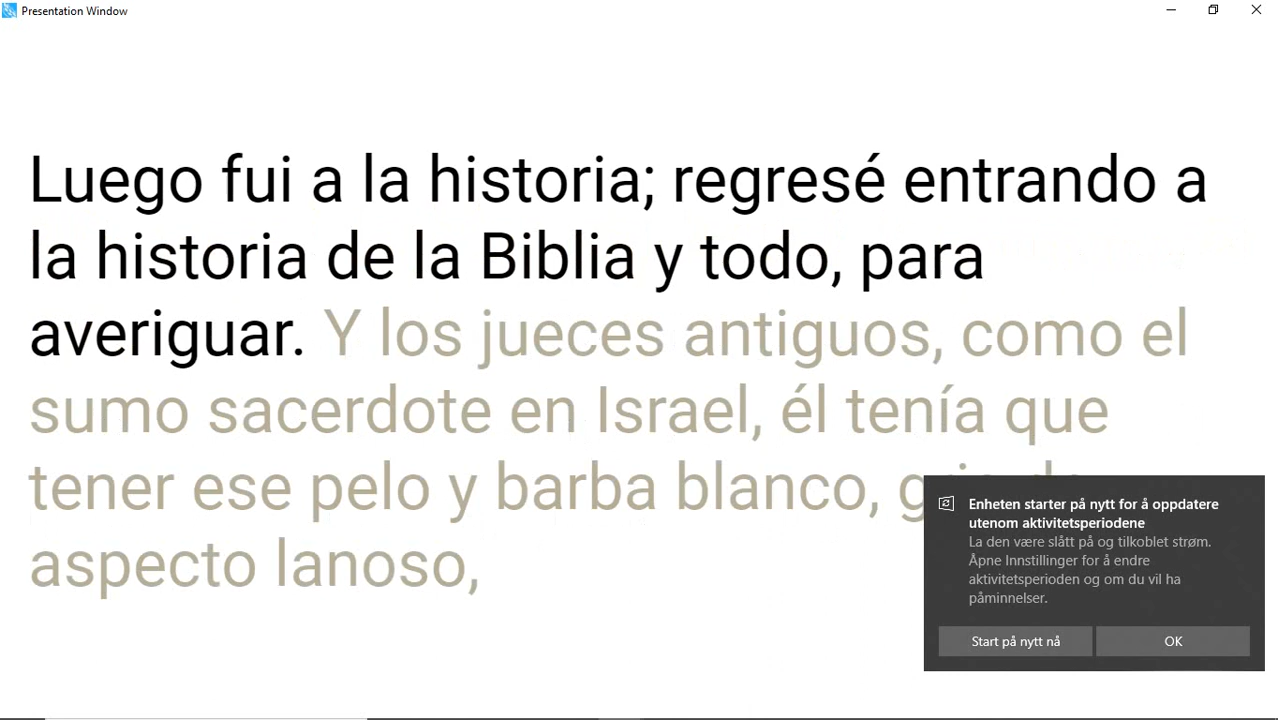 Presentation Window
Luego fui a la historia; regresé entrando a
la historia de la Biblia y todo, para
averiguar. Y los jueces antiguos, como el
sumo sacerdote en Israel, él tenía que
tener ese pelo y barba blanco,
aspecto lanoso,
Enheten starter på nytt for å oppdatere
utenom aktivitetsperiodene
La den være slått på og tilkoblet strøm.
Åpne Innstillinger for å endre
aktivitetsperioden og om du vil ha
påminnelser.
Start på nytt nå
OK